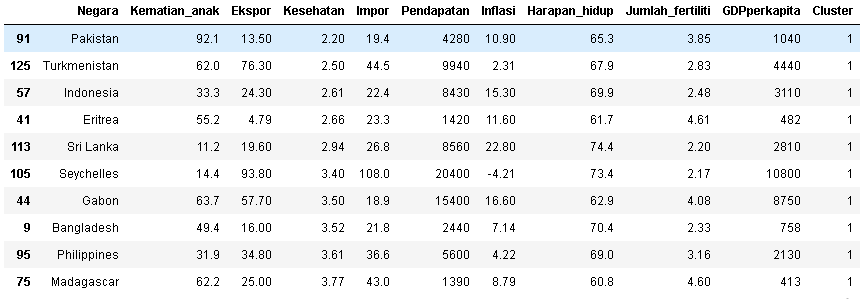 Negara Kematian_anak Ekspor Kesehatan Impor Pendapatan Inflasi Harapan_hidup Jumlah_fertiliti GDPperkapita Cluster
91 Pakistan 92.1 13.50 2.20 19.4 4280 10.90 65.3 3.85 1040 1
125 Turkmenistan 62.0 76.30 2.50 44.5 9940 2.31 67.9 2.83 4440 1
57 Indonesia 33.3 24.30 2.61 22.4 8430 15.30 69.9 2.48 3110 1
41 Eritrea 55.2 4.79 2.66 23.3 1420 11.60 61.7 4.61 482 1
113 Sri Lanka 11.2 19.60 2.94 26.8 8560 22.80 74.4 2.20 2810 1
105 Seychelles 14.4 93.80 3.40 108.0 20400 -4.21 73.4 2.17 10800 1
44 Gabon 63.7 57.70 3.50 18.9 15400 16.60 62.9 4.08 8750 1
9 Bangladesh 49.4 16.00 3.52 21.8 2440 7.14 70.4 2.33 758 1
95 Philippines 31.9 34.80 3.61 36.6 5600 4.22 69.0 3.16 2130 1
75 Madagascar 62.2 25.00 3.77 43.0 1390 8.79 60.8 4.60 413 1